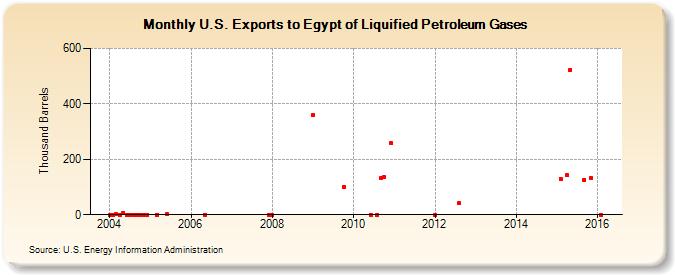 Monthly U.S. Exports to Egypt of Liquified Petroleum Gases
Thousand Barrels
600
400
200
0
2004 2006 2008 2010 2012 2014 2016
Source: U.S. Energy Information Administration